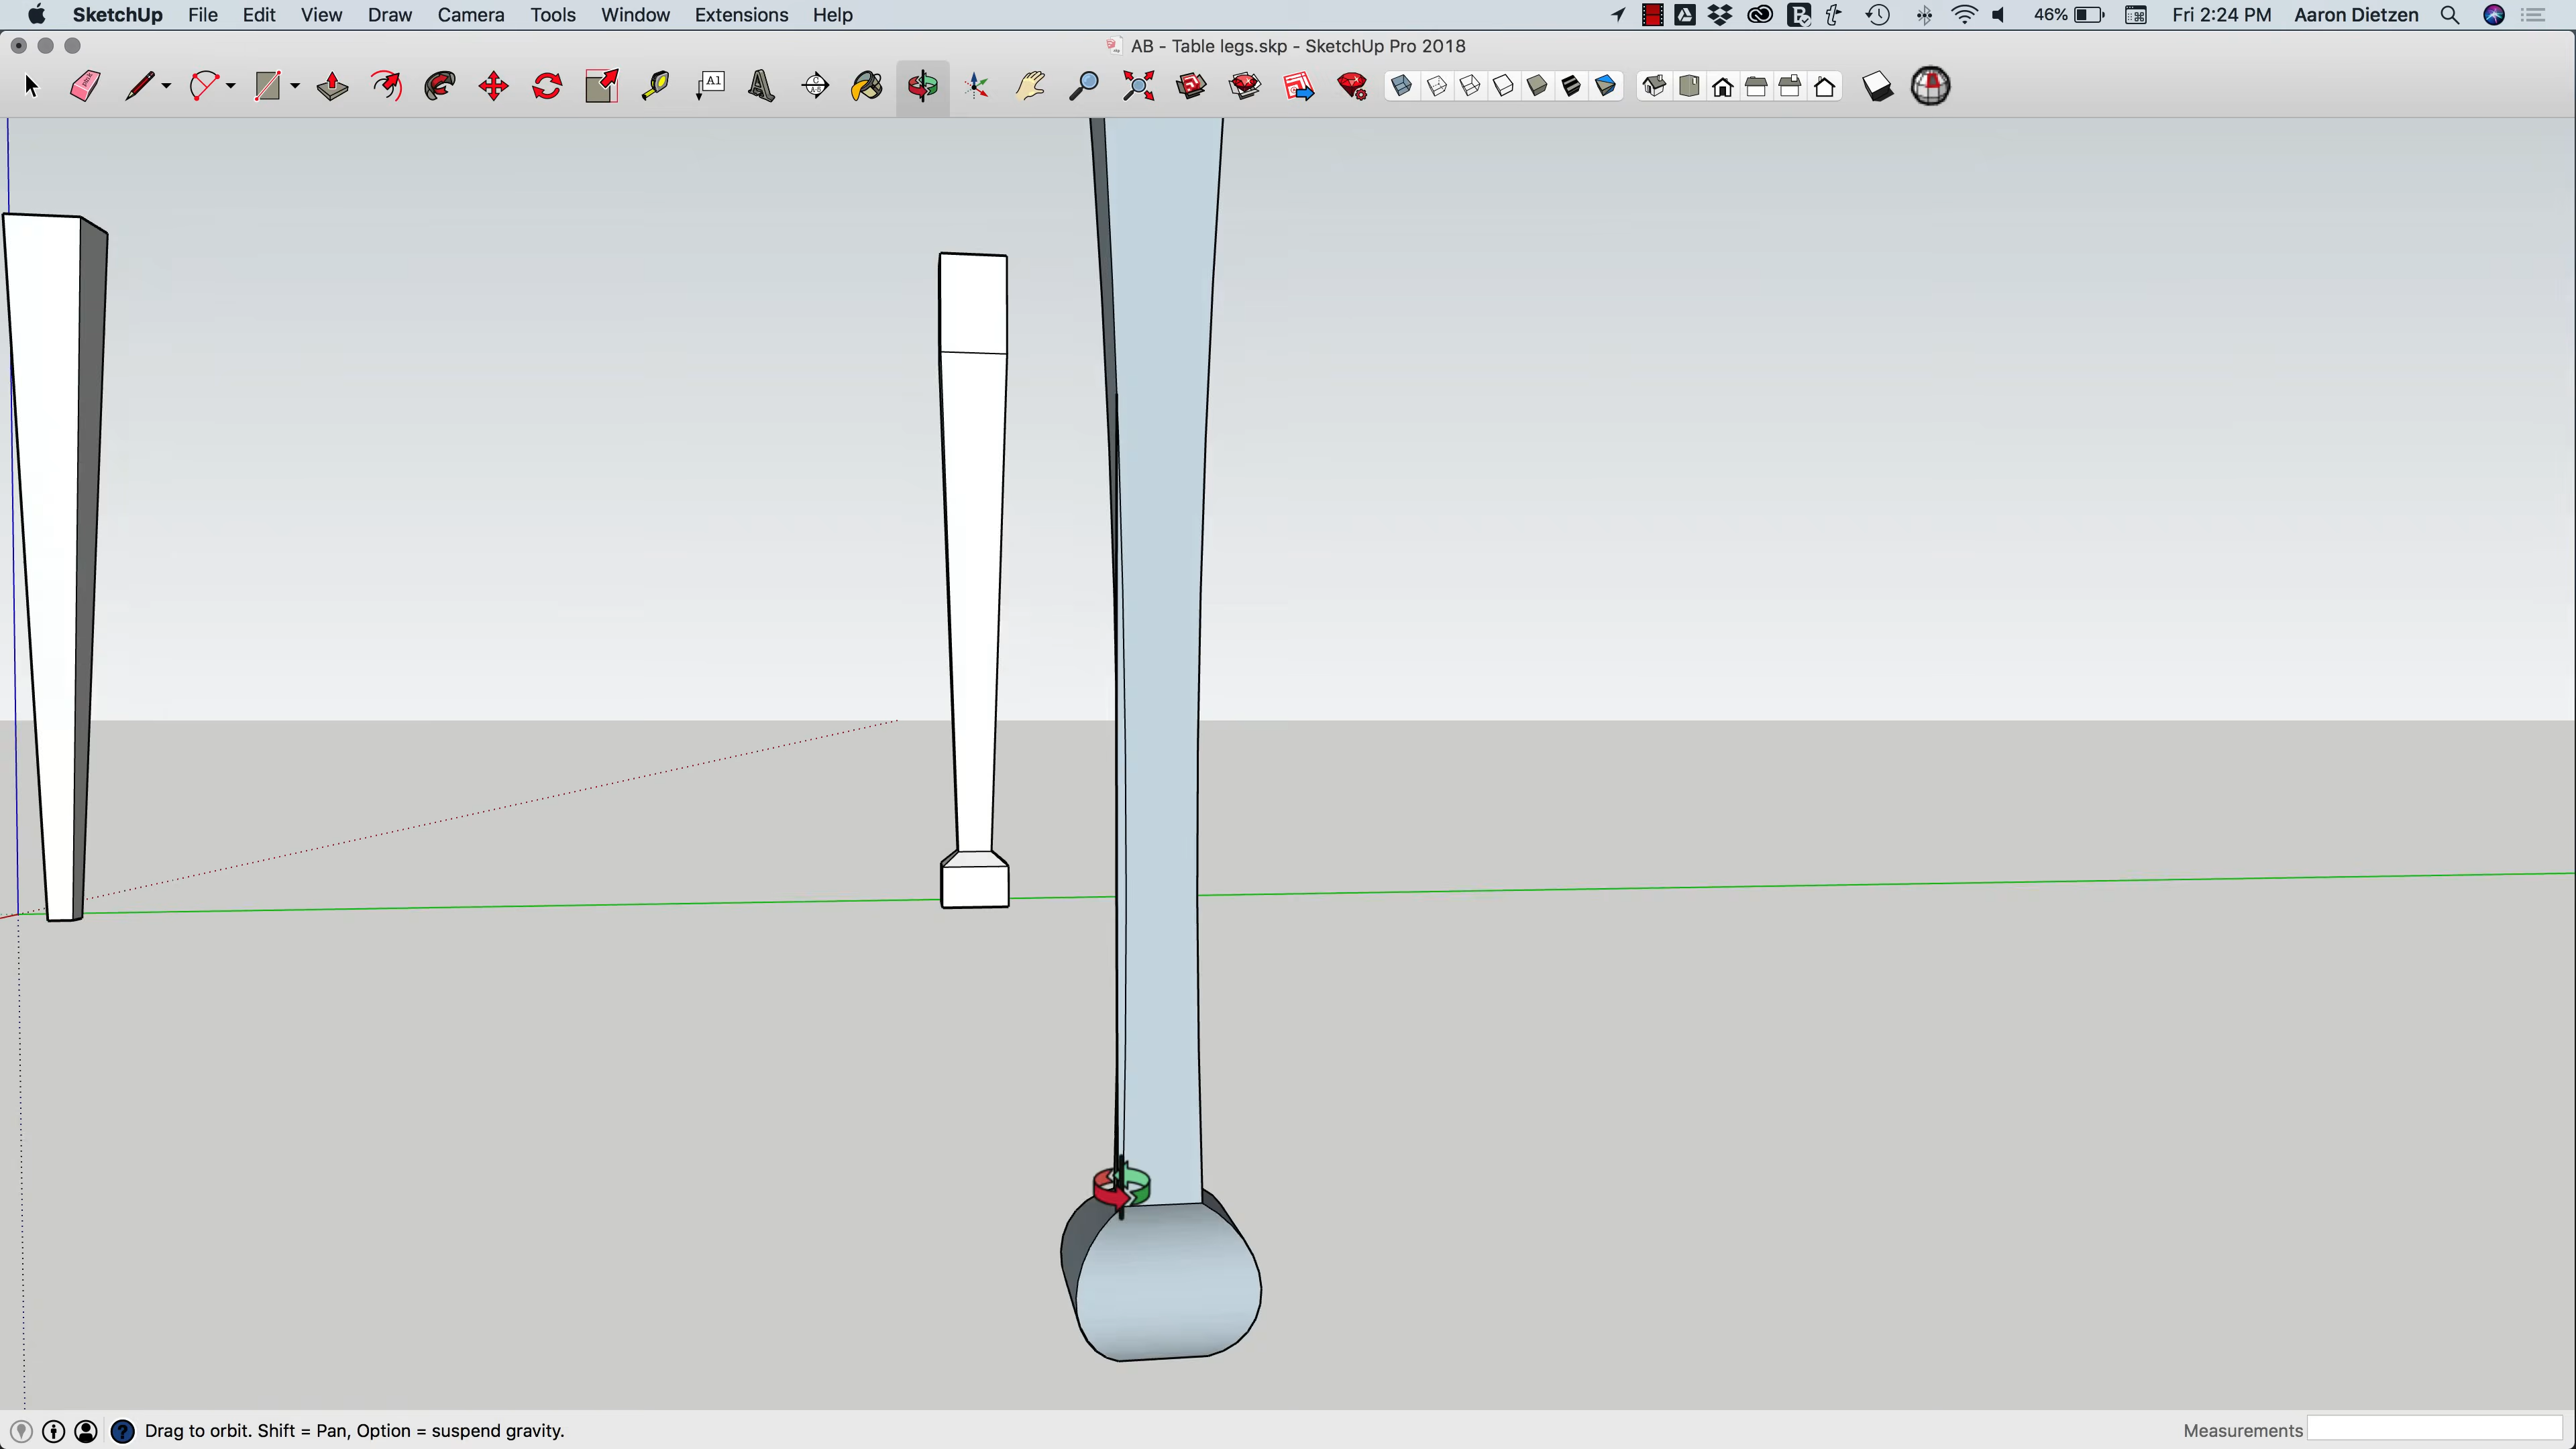 SketchUp File Edit View Draw Camera Tools Window Extensions Help 46% Fri 2:24 PM Aaron Dietzen
AB - Table legs.skp - SketchUp Pro 2018
A1
Drag to orbit. Shift = Pan, Option = suspend gravity.
Measurements